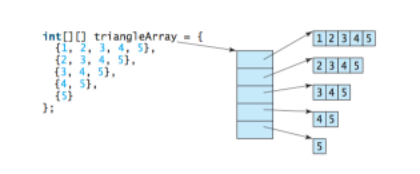 int[][] triangleArray = {
{1, 2, 3, 4, 5},
{2, 3, 4, 5},
{3, 4, 5},
{4, 5},
{5}
};
1 2 3 4 5
2 3 4 5
3 4 5
4 5
5